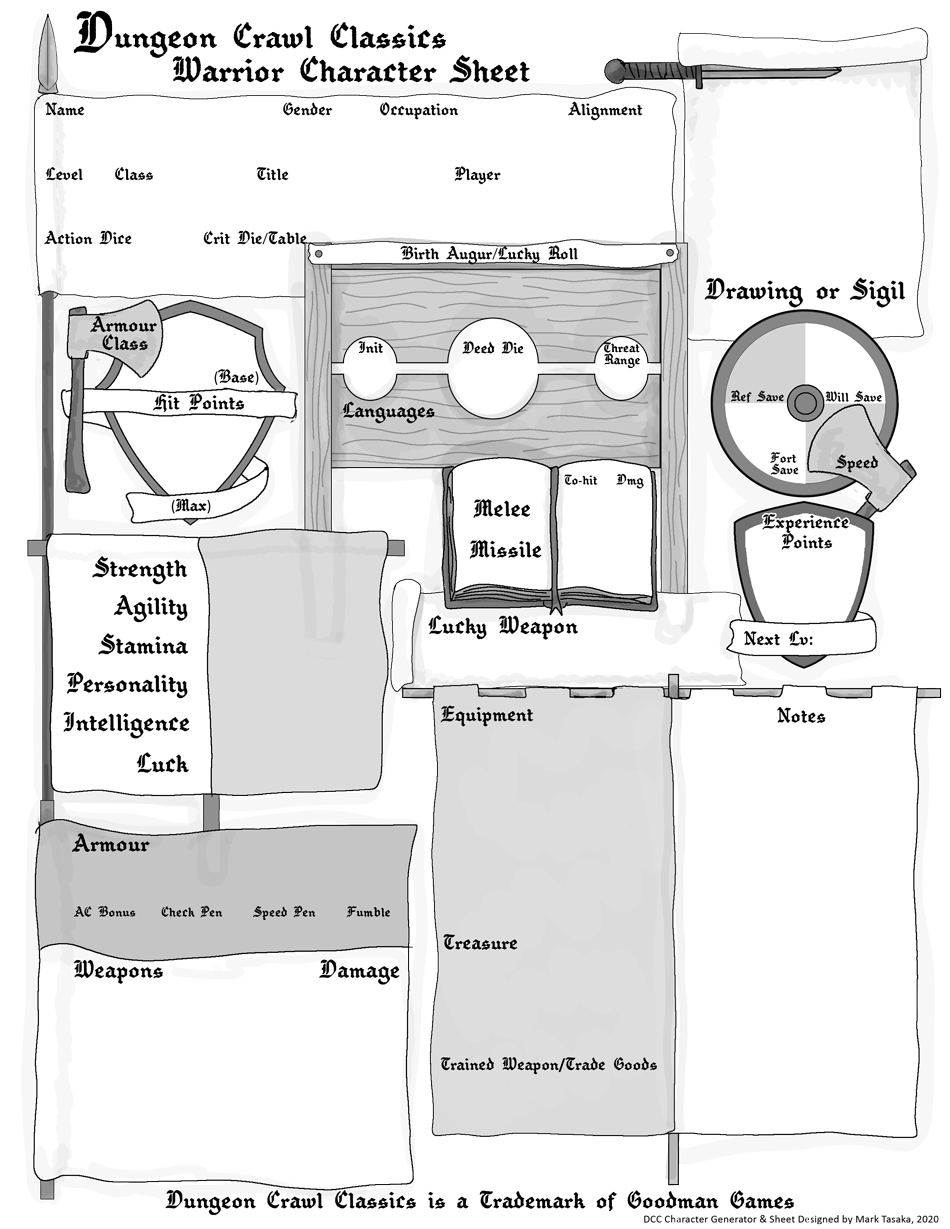 Dungeon Crawl Classics
Warrior Character Sheet
Name Gender Occupation Alignment
Level Class Title Player
Action Dice Crit Die/Table
Birth Augur/Lucky Roll
Drawing or Sigil
Armour
Class
(Base)
Hit Points
(Max)
Init
Deed Die
Threat
Range
Languages
Ref Save
Will Save
Fort
Save
Speed
To-hit Dmg
Melee
Missile
Experience
Points
Next Lv:
Strength
Agility
Stamina
Personality
Intelligence
Luck
Lucky Weapon
Equipment
Notes
Armour
AC Bonus Check Pen Speed Pen Fumble
Treasure
Weapons Damage
Trained Weapon/Trade Goods
Dungeon Crawl Classics is a Trademark of Goodman Games
DCC Character Generator & Sheet Designed by Mark Tasaka, 2020